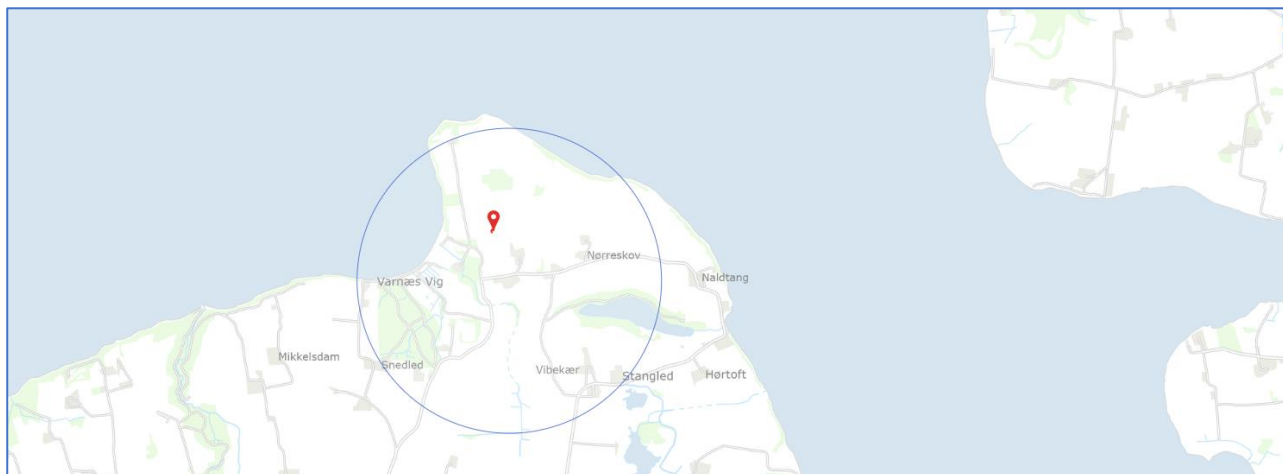 Nørreskov
Naldtang
Varnæs Vig
Mikkelsdam
Snedled
Vibekær
Stangled
Hørtoft